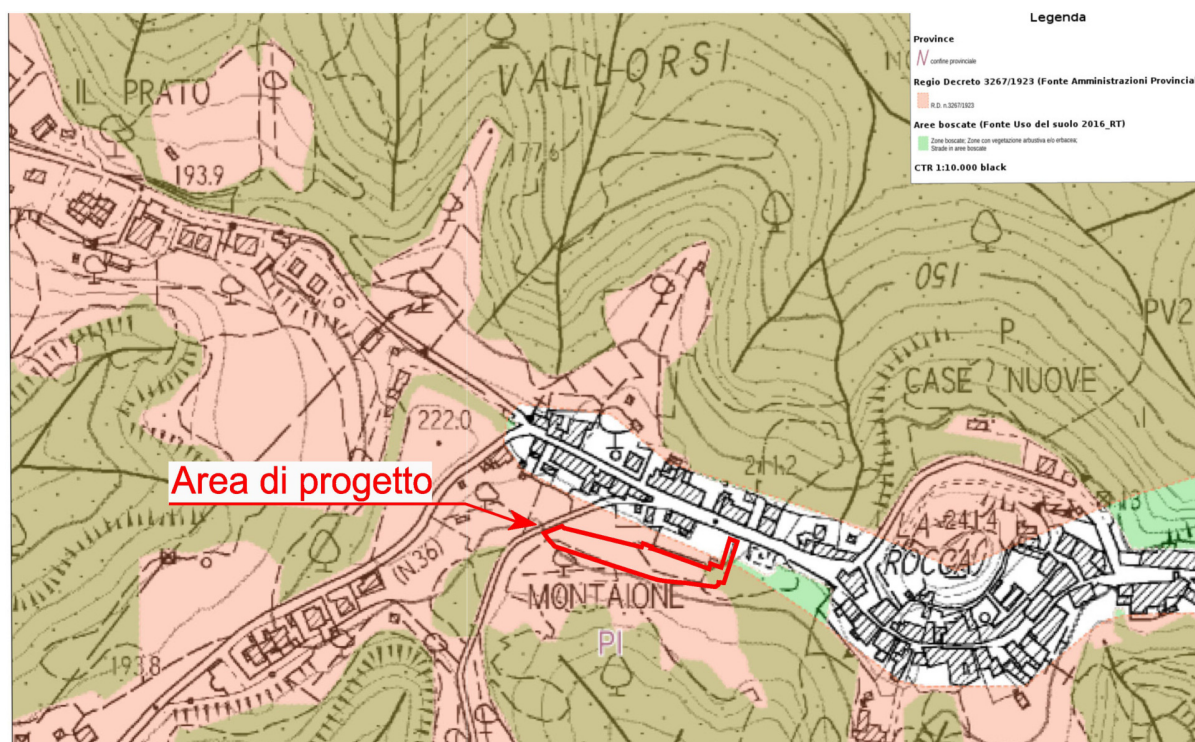 Legenda
Province
confine provinciale
Regio Decreto 3267/1923 (Fonte Amministrazioni Provincial
R.D. n.3267/1923
Aree boscate (Fonte Uso del suolo 2016_RT)
Zone boscate; Zone con vegetazione arbustiva e/o erbacea;
Strade in aree boscate
CTR 1:10.000 black
VALLORSI
IL PRATO
193.9
177.6
150
PV2
P
CASE NUOVE
222.0
211.2
Area di progetto
LA
241.4
ROCCA
(N.36)
MONTAIONE
PI
193.8